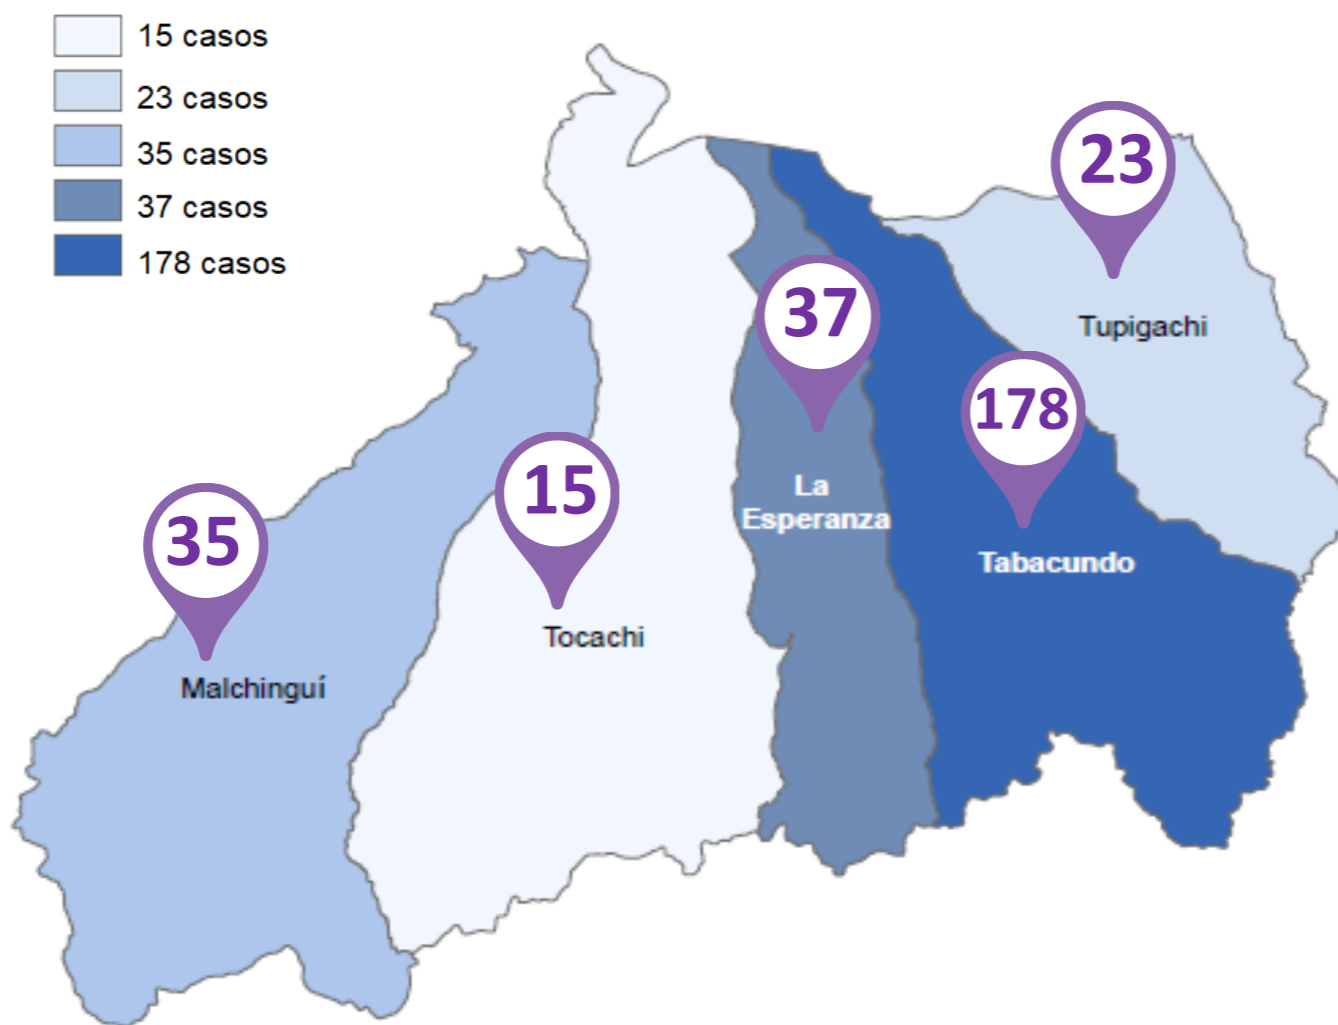 15 casos
23 casos
35 casos
37 casos
178 casos
23
Tupigachi
37
La
Esperanza
178
Tabacundo
15
Tocachi
35
Malchinguí